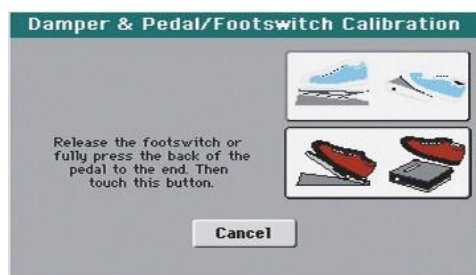 Damper & Pedal/Footswitch Calibration
Release the footswitch or
fully press the back of the
pedal to the end. Then
touch this button.
Cancel